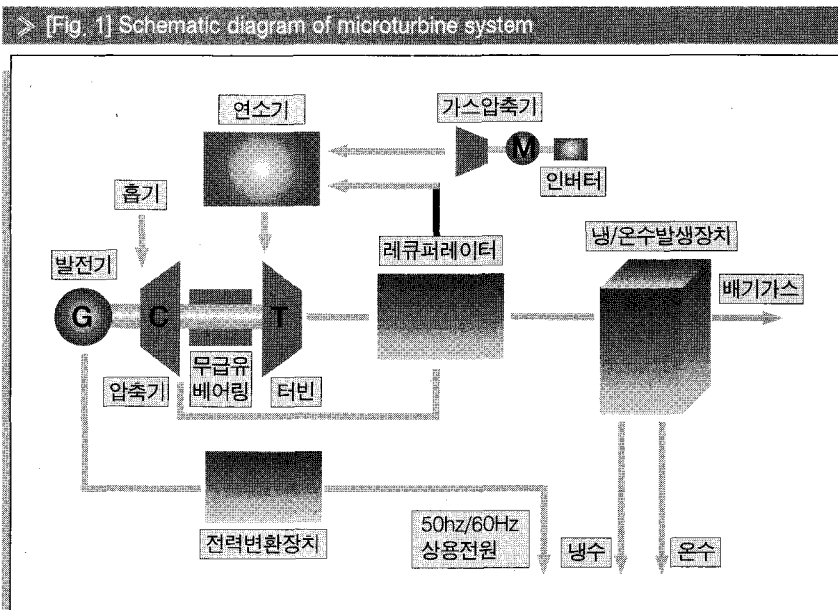 ≫ [Fig. 1] Schematic diagram of microturbine system
연소기
가스압축기
M
인버터
흡기
레큐퍼레이터
냉/온수발생장치
발전기
배기가스
G
C
T
무급유
베어링
압축기
터빈
50hz/60Hz
상용전원
전력변환장치
냉수
온수